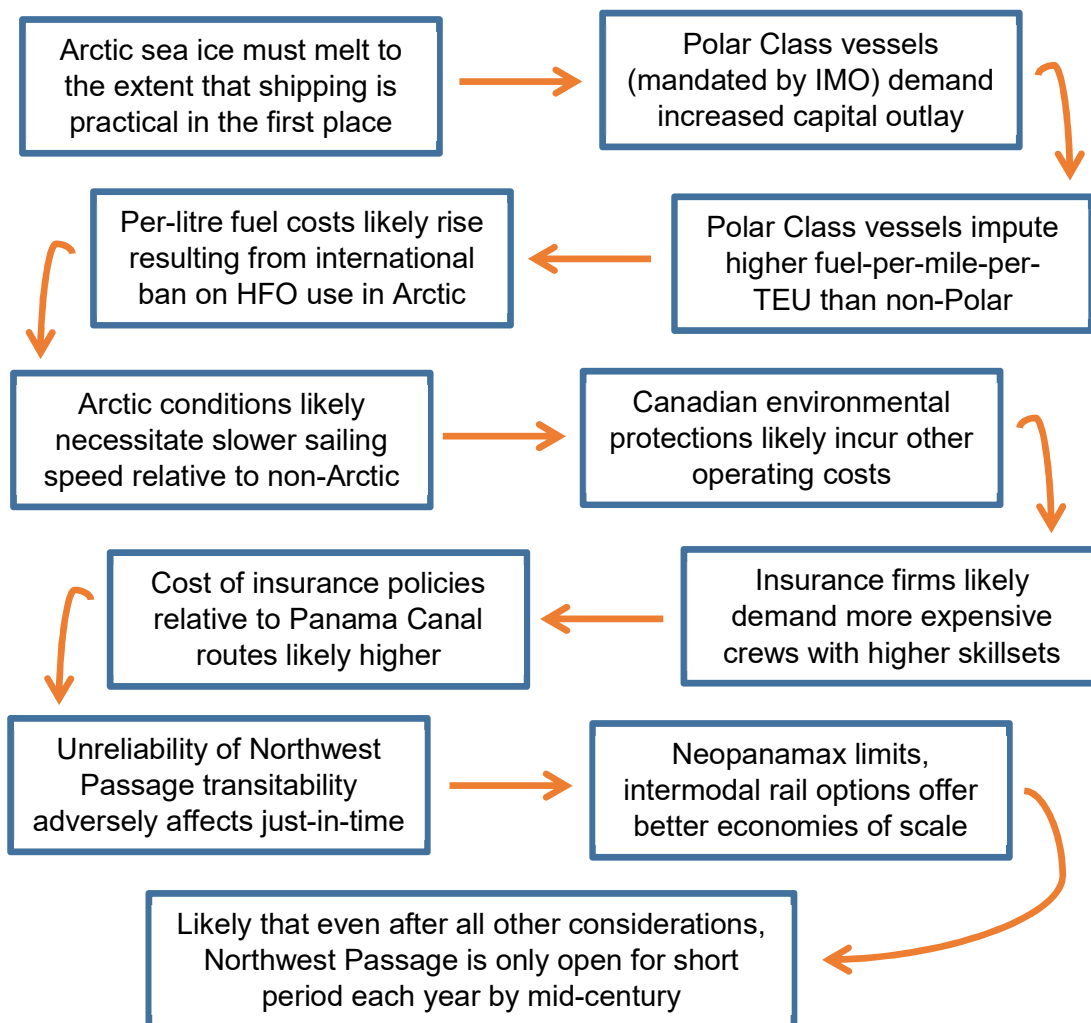 Arctic sea ice must melt to
the extent that shipping is
practical in the first place
Polar Class vessels
(mandated by IMO) demand
increased capital outlay
Polar Class vessels impute
higher fuel-per-mile-per-
TEU than non-Polar
Per-litre fuel costs likely rise
resulting from international
ban on HFO use in Arctic
Arctic conditions likely
necessitate slower sailing
speed relative to non-Arctic
Canadian environmental
protections likely incur other
operating costs
Insurance firms likely
demand more expensive
crews with higher skillsets
Cost of insurance policies
relative to Panama Canal
routes likely higher
Unreliability of Northwest
Passage transitability
adversely affects just-in-time
Neopanamax limits,
intermodal rail options offer
better economies of scale
Likely that even after all other considerations,
Northwest Passage is only open for short
period each year by mid-century